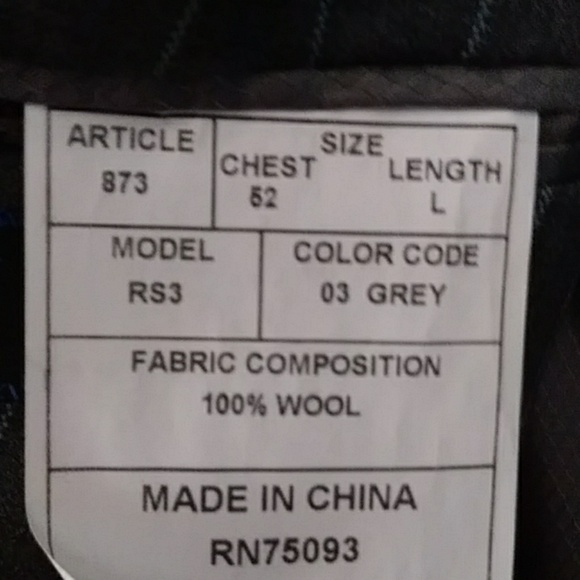 ARTICLE
873
SIZE
CHEST LENGTH
52 L
MODEL
RS3
COLOR CODE
03 GREY
FABRIC COMPOSITION
100% WOOL
MADE IN CHINA
RN75093